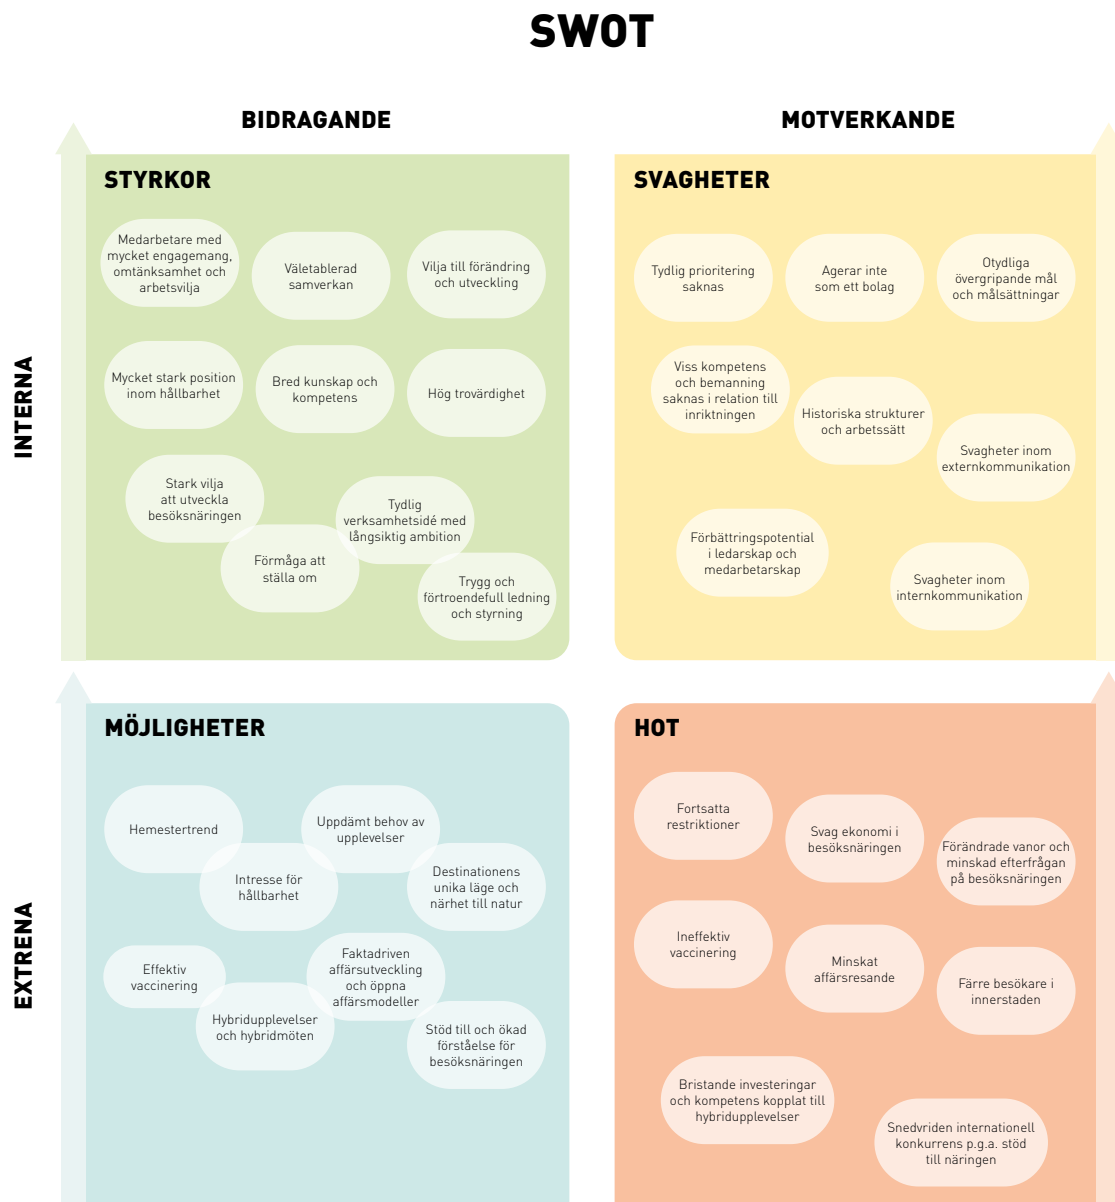 SWOT
BIDRAGANDE
MOTVERKANDE
INTERNA
STYRKOR
Medarbetare med
mycket engagemang,
omtänksamhet och
arbetsvilja
Väletablerad
samverkan
Vilja till förändring
och utveckling
Mycket stark position
inom hållbarhet
Bred kunskap och
kompetens
Hög trovärdighet
Stark vilja
att utveckla
besöksnäringen
Förmåga att
ställa om
Tydlig
verksamhetsidé med
långsiktig ambition
Trygg och
förtroendefull ledning
och styrning
SVAGHETER
Tydlig prioritering
saknas
Agerar inte
som ett bolag
Otydliga
övergripande mål
och målsättningar
Viss kompetens
och bemanning
saknas i relation till
inriktningen
Historiska strukturer
och arbetssätt
Svagheter inom
externkommunikation
Förbättringspotential
i ledarskap och
medarbetarskap
Svagheter inom
internkommunikation
EXTRENA
MÖJLIGHETER
Hemestertrend
Uppdämt behov av
upplevelser
Intresse för
hållbarhet
Destinationens
unika läge och
närhet till natur
Effektiv
vaccinering
Faktadriven
affärsutveckling
och öppna
affärsmodeller
Hybridupplevelser
och hybridmöten
Stöd till och ökad
förståelse för
besöksnäringen
HOT
Fortsatta
restriktioner
Svag ekonomi i
besöksnäringen
Förändrade vanor och
minskad efterfrågan
på besöksnäringen
Ineffektiv
vaccinering
Minskat
affärsresande
Färre besökare i
innerstaden
Bristande investeringar
och kompetens kopplat till
hybridupplevelser
Snedvriden internationell
konkurrens p.g.a. stöd
till näringen